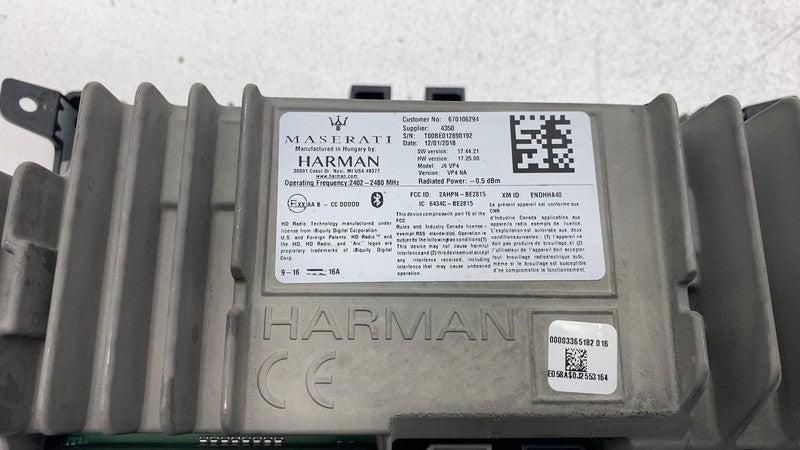 MASERATI
Manufactured in Hungary by:
HARMAN
30001 Cabot Dr. Novi, MI USA 48377
www.harman.com
Operating Frequency:2402-2480 MHz
Customer No: 670106294
Supplier: 4350
S/N: T00BE012890192
Date: 12/01/2018
SW version: 17.44.21
HW version: 17.25.00
Model: J6 VP4
Version: VP4 NA
Radiated Power: -0.5 dBm
FCC ID: 2AHPN-BE2815
XM ID: ENDHHA40
IC: 6434C-BE2815
AA B - CC DDDDD
HD Radio Technology manufactured under
license from iBiquity Digital Corporation.
U.S and Foreign Patents. HD Radio™ and
the HD, HD Radio, and "Arc" logos are
proprietary trademarks of iBiquity Digital
Corp.
9-16 16A
This device complies with part 15 of the
FCC
Rules and Industry Canada license-
exempt RSS standard(s). Operation is
subject to the following two conditions:(1)
This device may not cause harmful
interference, and (2) this device must accept
any interference received, including
interference that may cause undesired
operation.
Le présent appareil est conforme aux
CNR
d'Industrie Canada applicables aux
appareils radio exempts de licence.
L'exploitation est autorisée aux deux
conditions suivantes: (1) l'appareil ne
doit pas produire de brouillage, et (2)
l'utilisateur de l'appareil doit accepter
tout brouillage radioélectrique subi,
même si le brouillage est susceptible
d'en compromettre le fonctionnement.
HARMAN
CE
00003365182 016
E058AS0J2553164